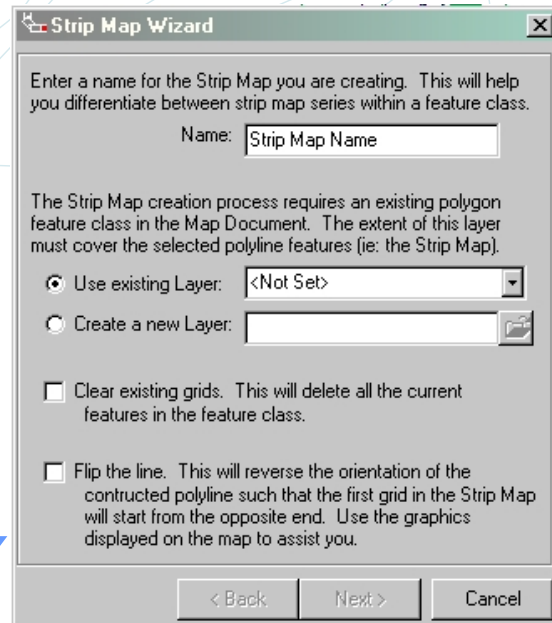 Strip Map Wizard
Enter a name for the Strip Map you are creating. This will help
you differentiate between strip map series within a feature class.
Name: Strip Map Name
The Strip Map creation process requires an existing polygon
feature class in the Map Document. The extent of this layer
must cover the selected polyline features (ie: the Strip Map).
Use existing Layer: <Not Set>
Create a new Layer:
Clear existing grids. This will delete all the current
features in the feature class.
Flip the line. This will reverse the orientation of the
contructed polyline such that the first grid in the Strip Map
will start from the opposite end. Use the graphics
displayed on the map to assist you.
< Back Next > Cancel